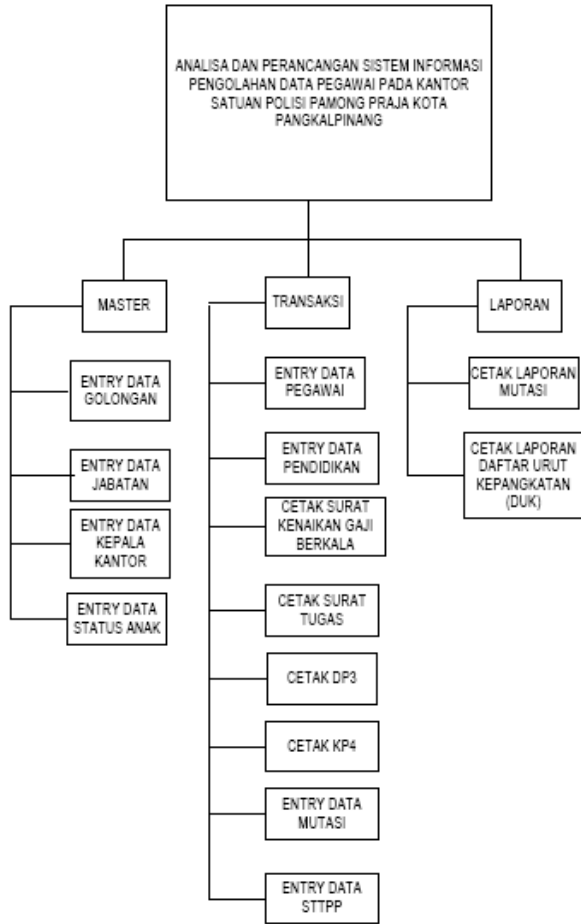 ANALISA DAN PERANCANGAN SISTEM INFORMASI
PENGOLAHAN DATA PEGAWAI PADA KANTOR
SATUAN POLISI PAMONG PRAJA KOTA
PANGKALPINANG
MASTER
ENTRY DATA
GOLONGAN
ENTRY DATA
JABATAN
ENTRY DATA
KEPALA
KANTOR
ENTRY DATA
STATUS ANAK
TRANSAKSI
ENTRY DATA
PEGAWAI
ENTRY DATA
PENDIDIKAN
CETAK SURAT
KENAIKAN GAJI
BERKALA
CETAK SURAT
TUGAS
CETAK DP3
CETAK KP4
ENTRY DATA
MUTASI
ENTRY DATA
STTPP
LAPORAN
CETAK LAPORAN
MUTASI
CETAK LAPORAN
DAFTAR URUT
KEPANGKATAN
(DUK)